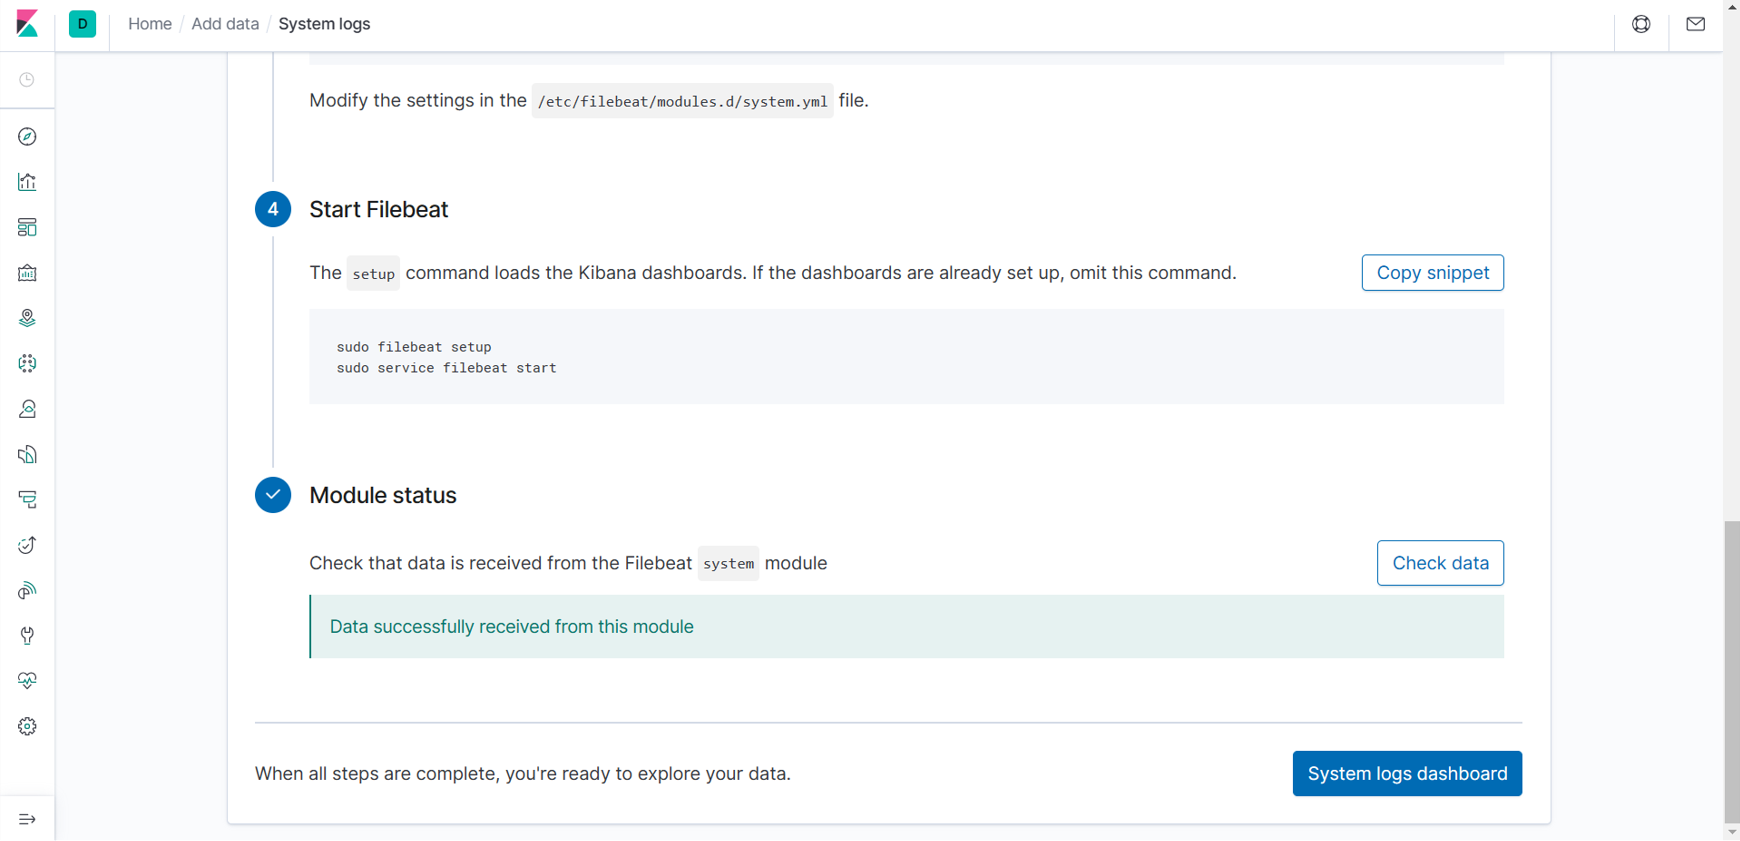 D Home / Add data / System logs
Modify the settings in the /etc/filebeat/modules.d/system.yml file.
4 Start Filebeat
The setup command loads the Kibana dashboards. If the dashboards are already set up, omit this command. Copy snippet
sudo filebeat setup
sudo service filebeat start
Module status
Check that data is received from the Filebeat system module Check data
Data successfully received from this module
When all steps are complete, you're ready to explore your data. System logs dashboard